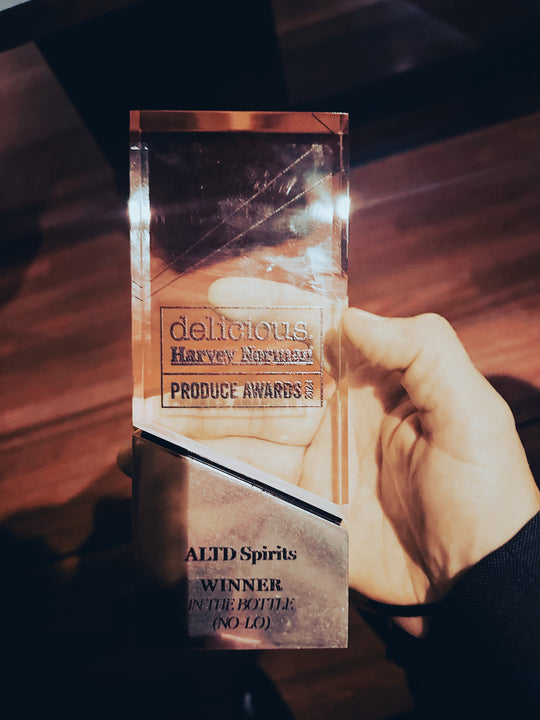 delicious.
Harvey Norman
PRODUCE AWARDS
ALTD Spirits
WINNER
IN THE BOTTLE
(NO-LO)